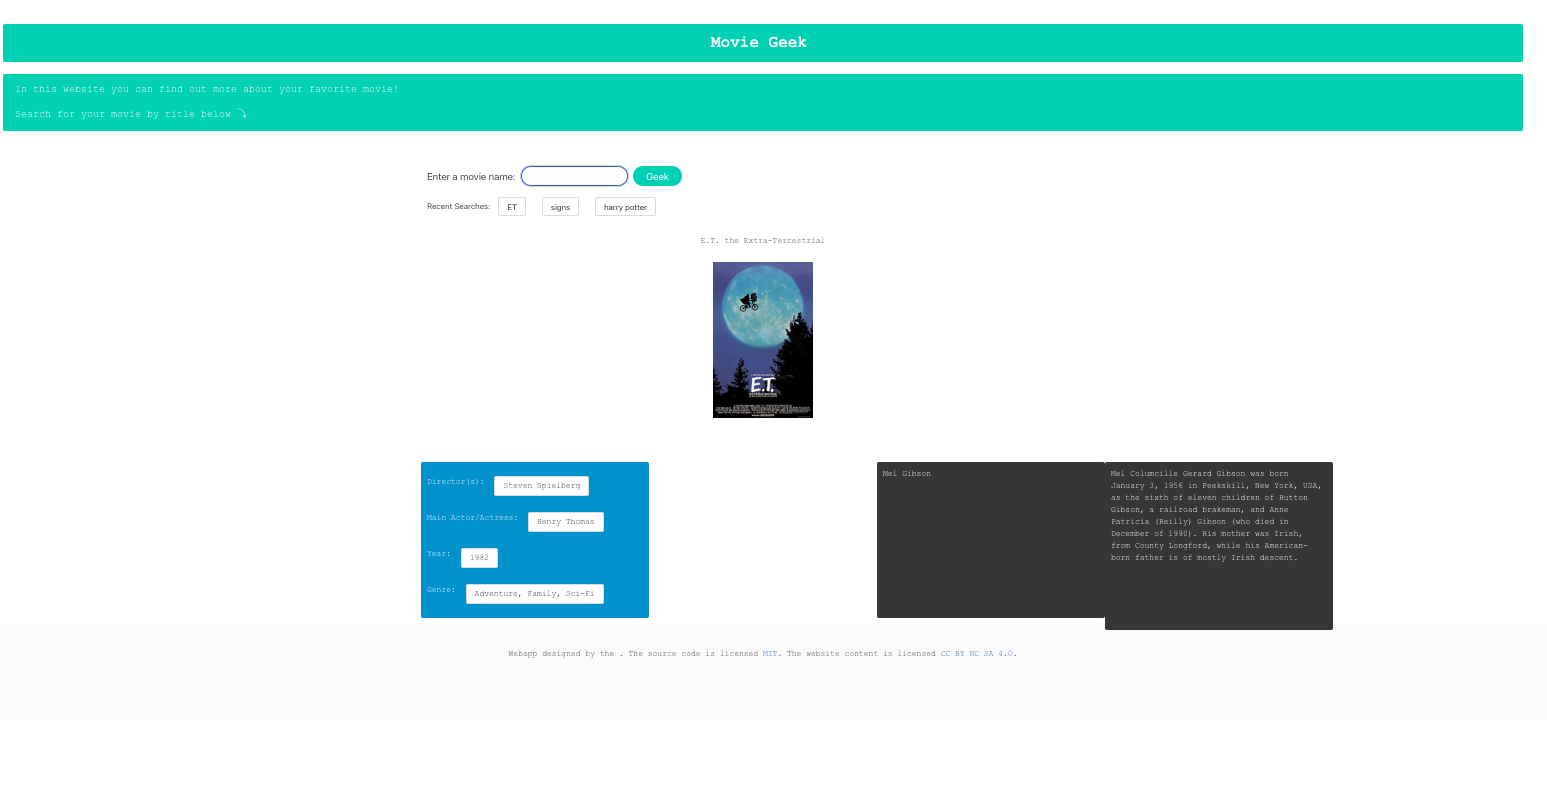 Movie Geek
In this website you can find out more about your favorite movie!
Search for your movie by title below
Enter a movie name:
Geek
Recent Searches: ET signs harry potter
E.T. the Extra-Terrestrial
E.T.
Director(s): Steven Spielberg
Main Actor/Actress: Henry Thomas
Year: 1982
Genre: Adventure, Family, Sci-Fi
Mel Gibson
Mel Columcille Gerard Gibson was born
January 3, 1956 in Peekskill, New York, USA,
as the sixth of eleven children of Hutton
Gibson, a railroad brakeman, and Anne
Patricia (Reilly) Gibson (who died in
December of 1990). His mother was Irish,
from County Longford, while his American-
born father is of mostly Irish descent.
Webapp designed by the . The source code is licensed MIT. The website content is licensed CC BY NC SA 4.0.